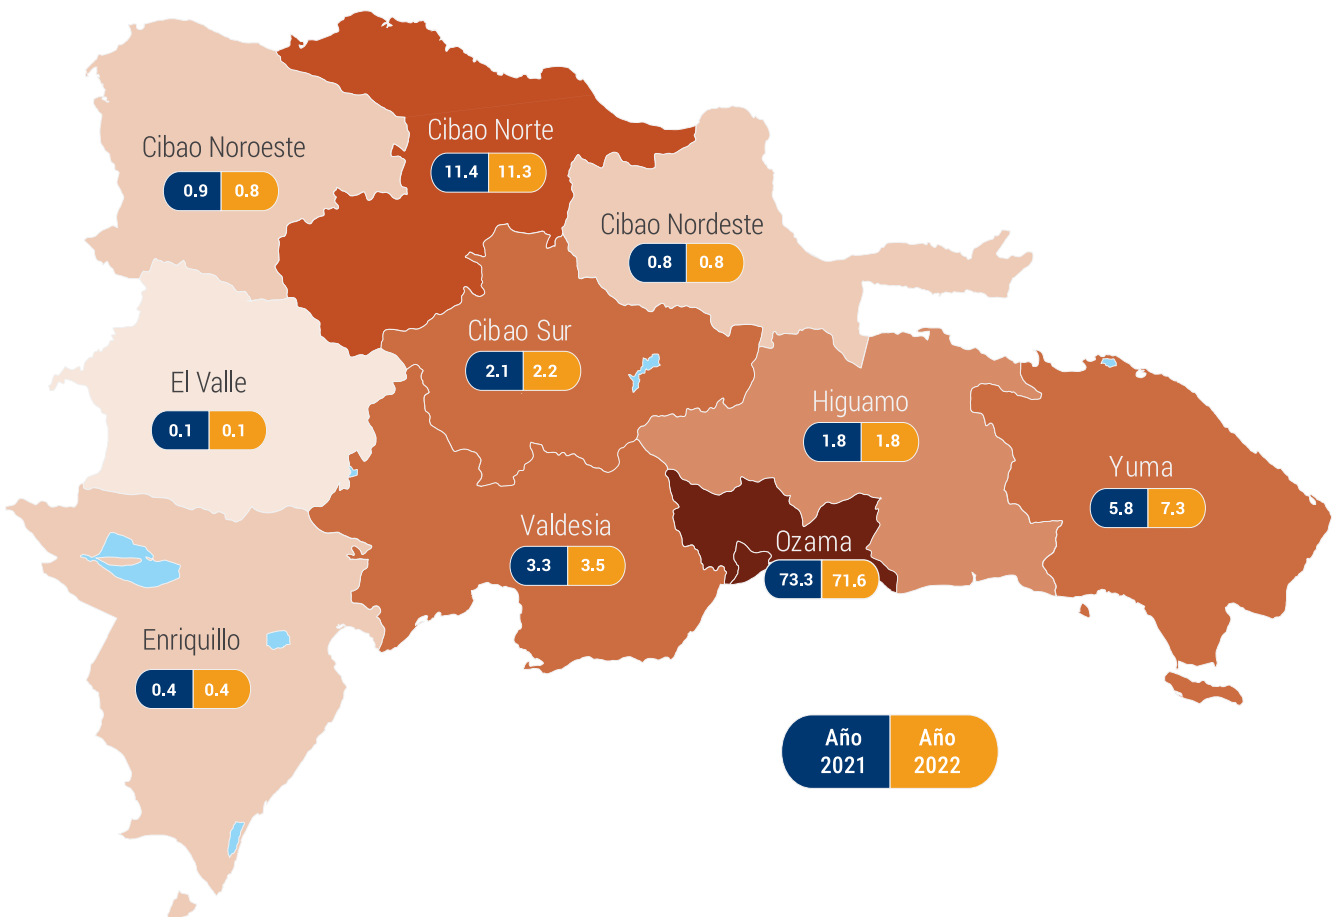 Cibao Norte
11.4 11.3
Cibao Noroeste
0.9 0.8
Cibao Nordeste
0.8 0.8
Cibao Sur
2.1 2.2
El Valle
0.1 0.1
Higuamo
1.8 1.8
Yuma
5.8 7.3
Valdesia
3.3 3.5
Ozama
73.3 71.6
Enriquillo
0.4 0.4
Año Año
2021 2022